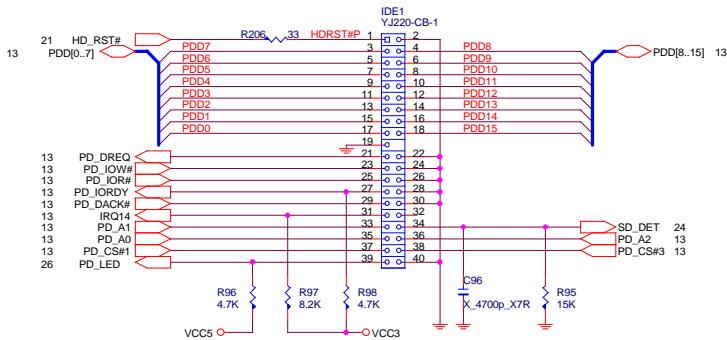 IDE1
YJ220-CB-1
21 HD_RST# R206 33 HDRST#P 1 2
13 PDD[0..7] PDD7 3 4 PDD8 PDD[8..15] 13
PDD6 5 6 PDD9
PDD5 7 8 PDD10
PDD4 9 10 PDD11
PDD3 11 12 PDD12
PDD2 13 14 PDD13
PDD1 15 16 PDD14
PDD0 17 18 PDD15
19
13 PD_DREQ 21 22
13 PD_IOW# 23 24
13 PD_IOR# 25 26
13 PD_IORDY 27 28
13 PD_DACK# 29 30
13 IRQ14 31 32
13 PD_A1 33 34 SD_DET 24
13 PD_A0 35 36 PD_A2 13
13 PD_CS#1 37 38 PD_CS#3 13
26 PD_LED 39 40
R96 R97 R98 C96 R95
4.7K 8.2K 4.7K X_4700p_X7R 15K
VCC5 VCC3